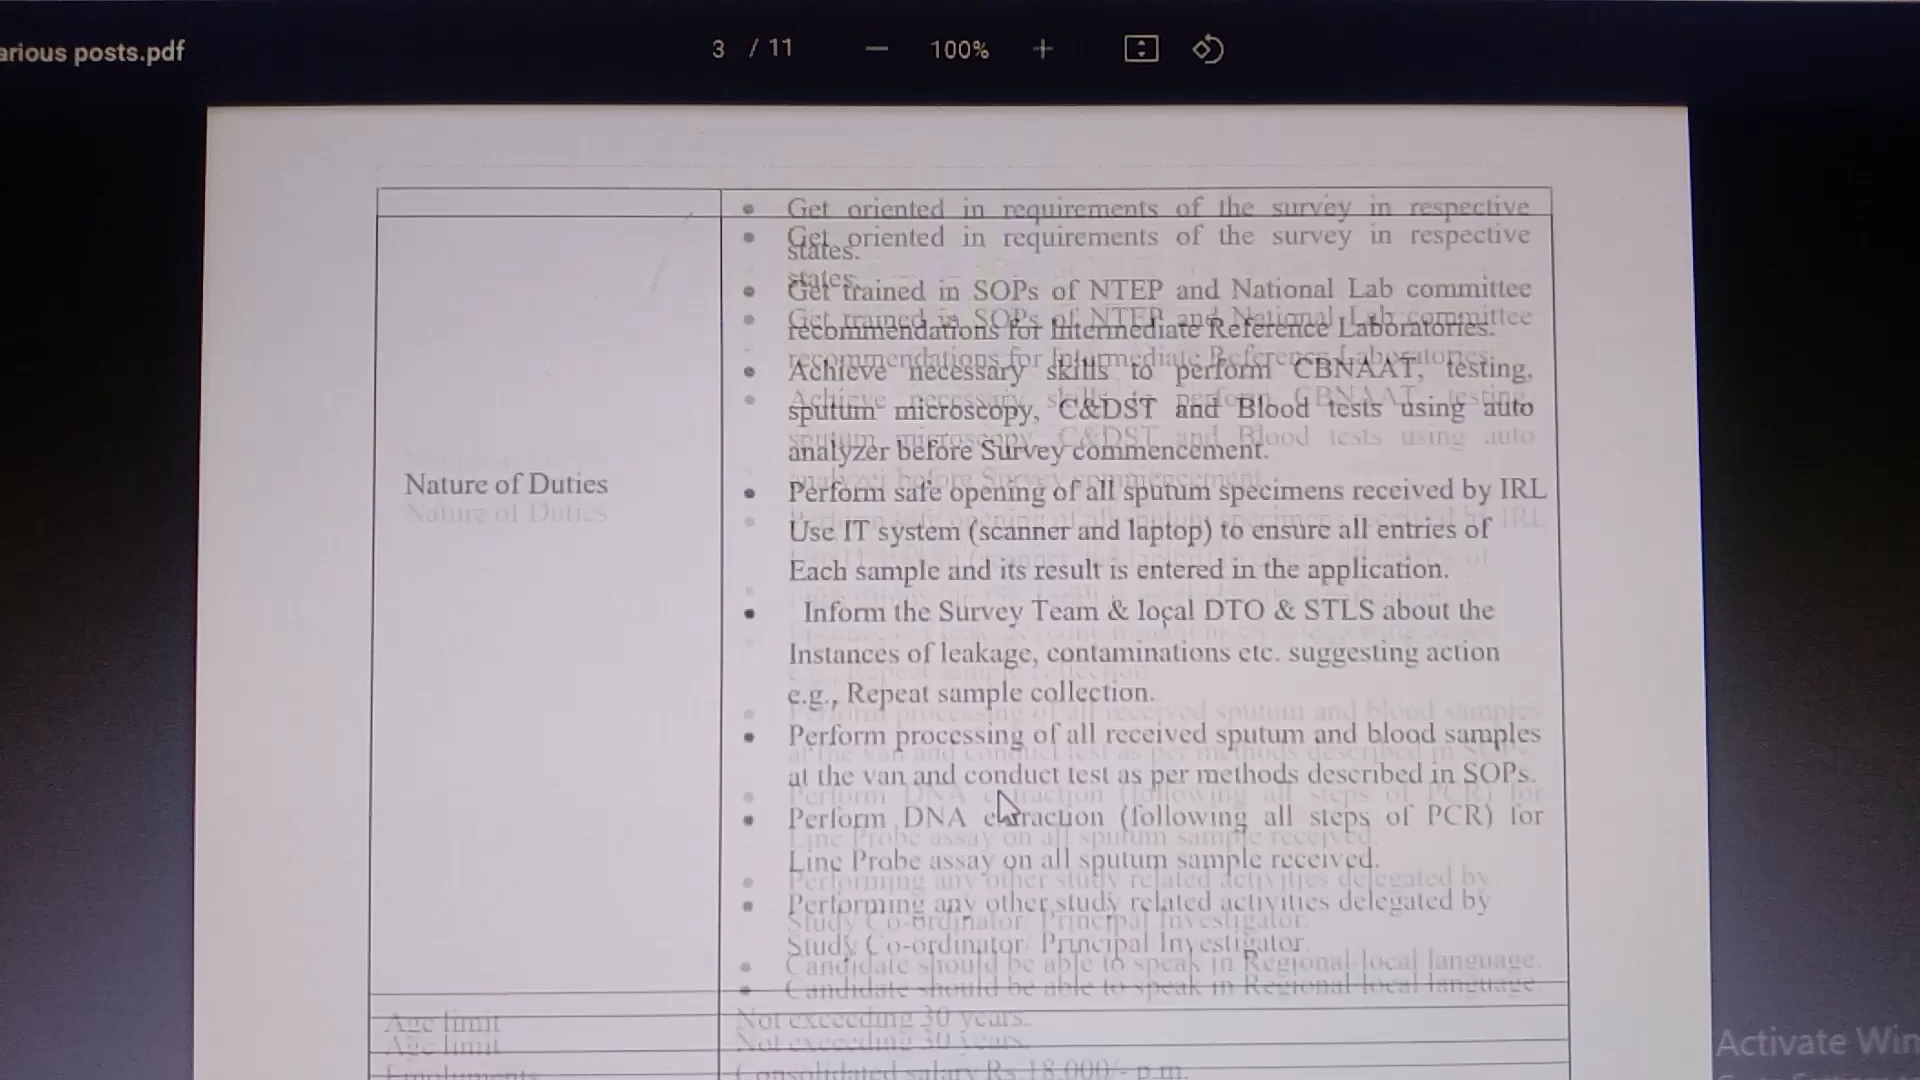 arious posts.pdf
3 / 11
100%
Get oriented in requirements of the survey in respective
states.
Get trained in SOPs of NTEP and National Lab committee
recommendations for Intermediate Reference Laboratories.
Achieve necessary skills to perform CBNAAT, testing,
sputum microscopy, C&DST and Blood tests using auto
analyzer before Survey commencement.
Nature of Duties
Perform safe opening of all sputum specimens received by IRL
Use IT system (scanner and laptop) to ensure all entries of
Each sample and its result is entered in the application.
Inform the Survey Team & local DTO & STLS about the
Instances of leakage, contaminations etc. suggesting action
e.g., Repeat sample collection.
Perform processing of all received sputum and blood samples
at the van and conduct test as per methods described in SOPs.
Perform DNA extraction (following all steps of PCR) for
Line Probe assay on all sputum sample received.
Performing any other study related activities delegated by
Study Co-ordinator/ Principal Investigator.
Candidate should be able to speak in Regional local language.
Age limit
Not exceeding 30 years.
Emoluments
Consolidated salary Rs.18,000/- p.m.
Activate Win